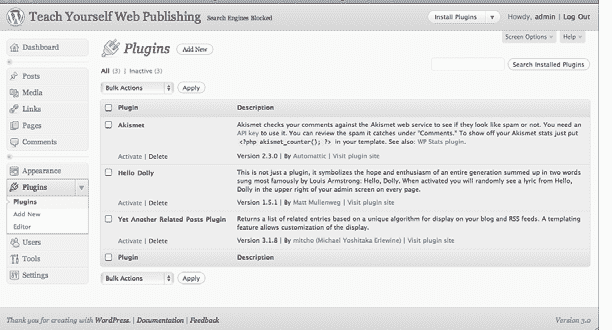 Teach Yourself Web Publishing Search Engines Blocked Install Plugins Howdy, admin | Log Out
Screen Options Help
Dashboard
Posts
Media
Links
Pages
Comments
Appearance
Plugins
Plugins
Add New
Editor
Users
Tools
Settings
Plugins Add New
Search Installed Plugins
All (3) | Inactive (3)
Bulk Actions Apply
Plugin Description
Akismet Akismet checks your comments against the Akismet web service to see if they look like spam or not. You need an
API key to use it. You can review the spam it catches under "Comments." To show off your Akismet stats just put
<?php akismet_counter(); ?> in your template. See also: WP Stats plugin.
Activate | Delete Version 2.3.0 | By Automattic | Visit plugin site
Hello Dolly This is not just a plugin, it symbolizes the hope and enthusiasm of an entire generation summed up in two words
sung most famously by Louis Armstrong: Hello, Dolly. When activated you will randomly see a lyric from Hello,
Dolly in the upper right of your admin screen on every page.
Activate | Delete Version 1.5.1 | By Matt Mullenweg | Visit plugin site
Yet Another Related Posts Plugin Returns a list of related entries based on a unique algorithm for display on your blog and RSS feeds. A templating
feature allows customization of the display.
Activate | Delete Version 3.1.8 | By mitcho (Michael Yoshitaka Erlewine) | Visit plugin site
Plugin Description
Bulk Actions Apply
Thank you for creating with WordPress. | Documentation | Feedback Version 3.0